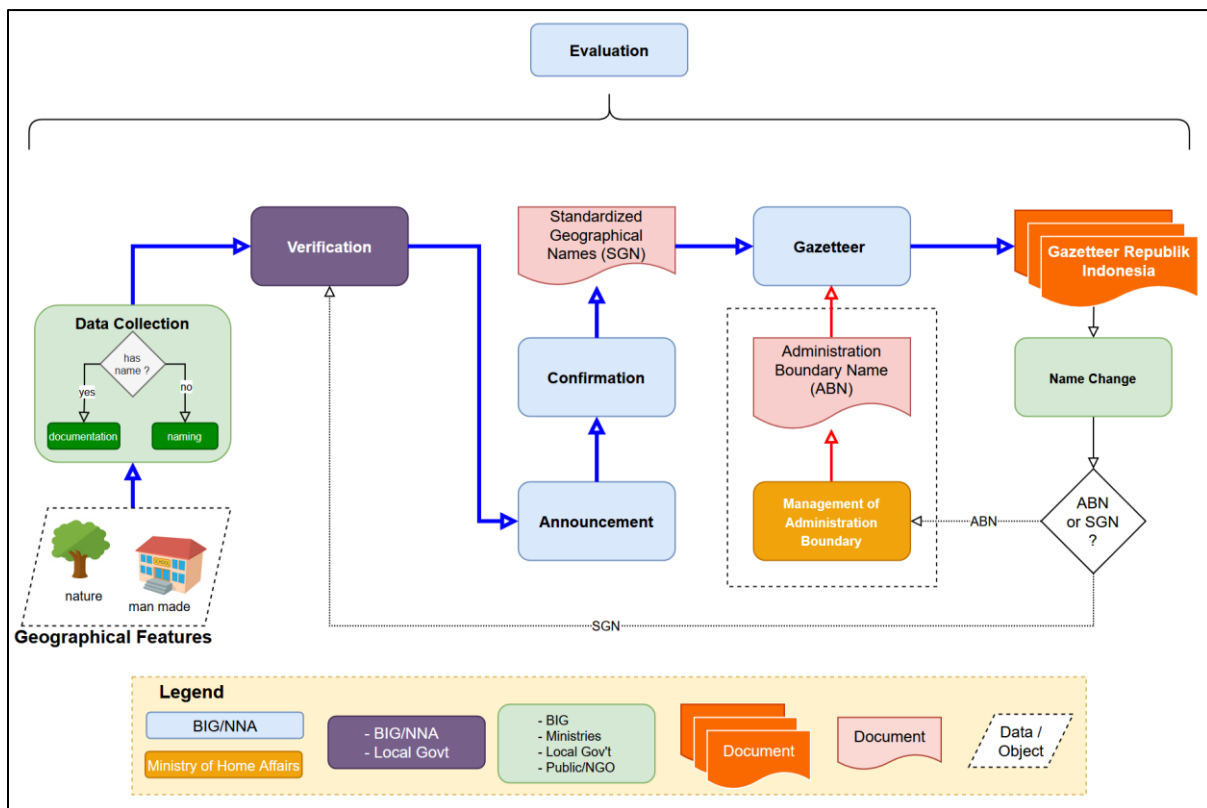 Evaluation
Verification
Standardized
Geographical
Names (SGN)
Gazetteer
Gazetteer Republik
Indonesia
Data Collection
has
name ?
yes
no
documentation
naming
Confirmation
Administration
Boundary Name
(ABN)
Name Change
Announcement
Management of
Administration
Boundary
ABN
ABN
or SGN
?
nature
man made
Geographical Features
SGN
Legend
BIG/NNA
Ministry of Home Affairs
- BIG/NNA
- Local Govt
- BIG
- Ministries
- Local Gov't
- Public/NGO
Document
Document
Data /
Object